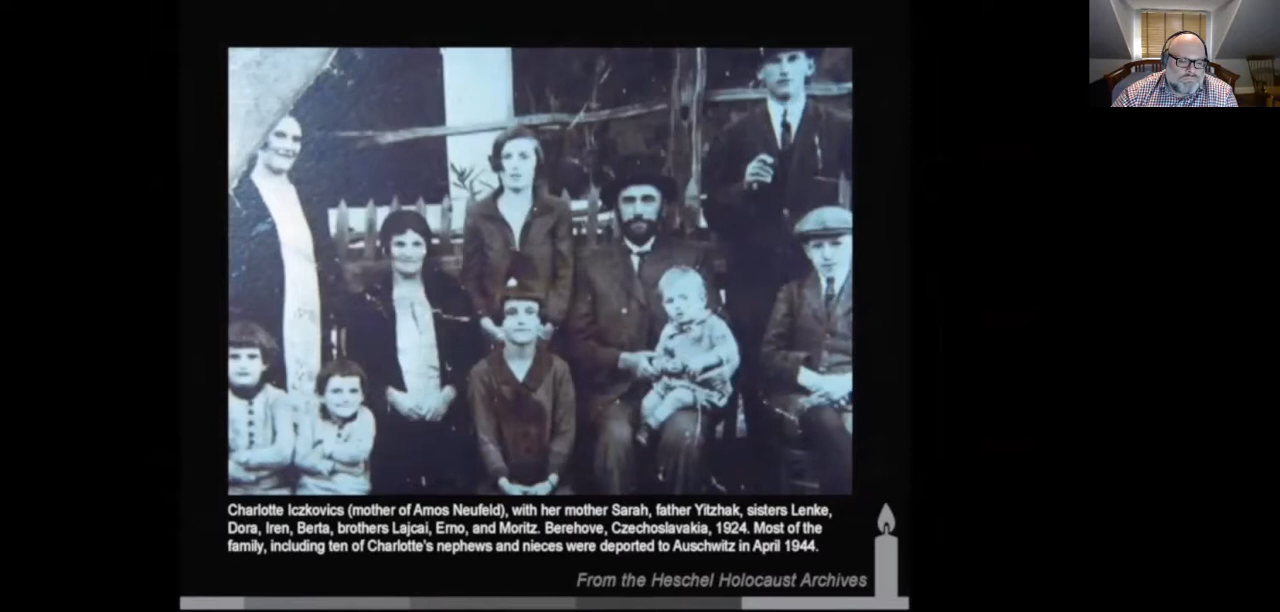 Charlotte Iczkovics (mother of Amos Neufeld), with her mother Sarah, father Yitzhak, sisters Lenke,
Dora, Iren, Berta, brothers Lajcai, Erno, and Moritz. Berehove, Czechoslavakia, 1924. Most of the
family, including ten of Charlotte's nephews and nieces were deported to Auschwitz in April 1944.
From the Heschel Holocaust Archives